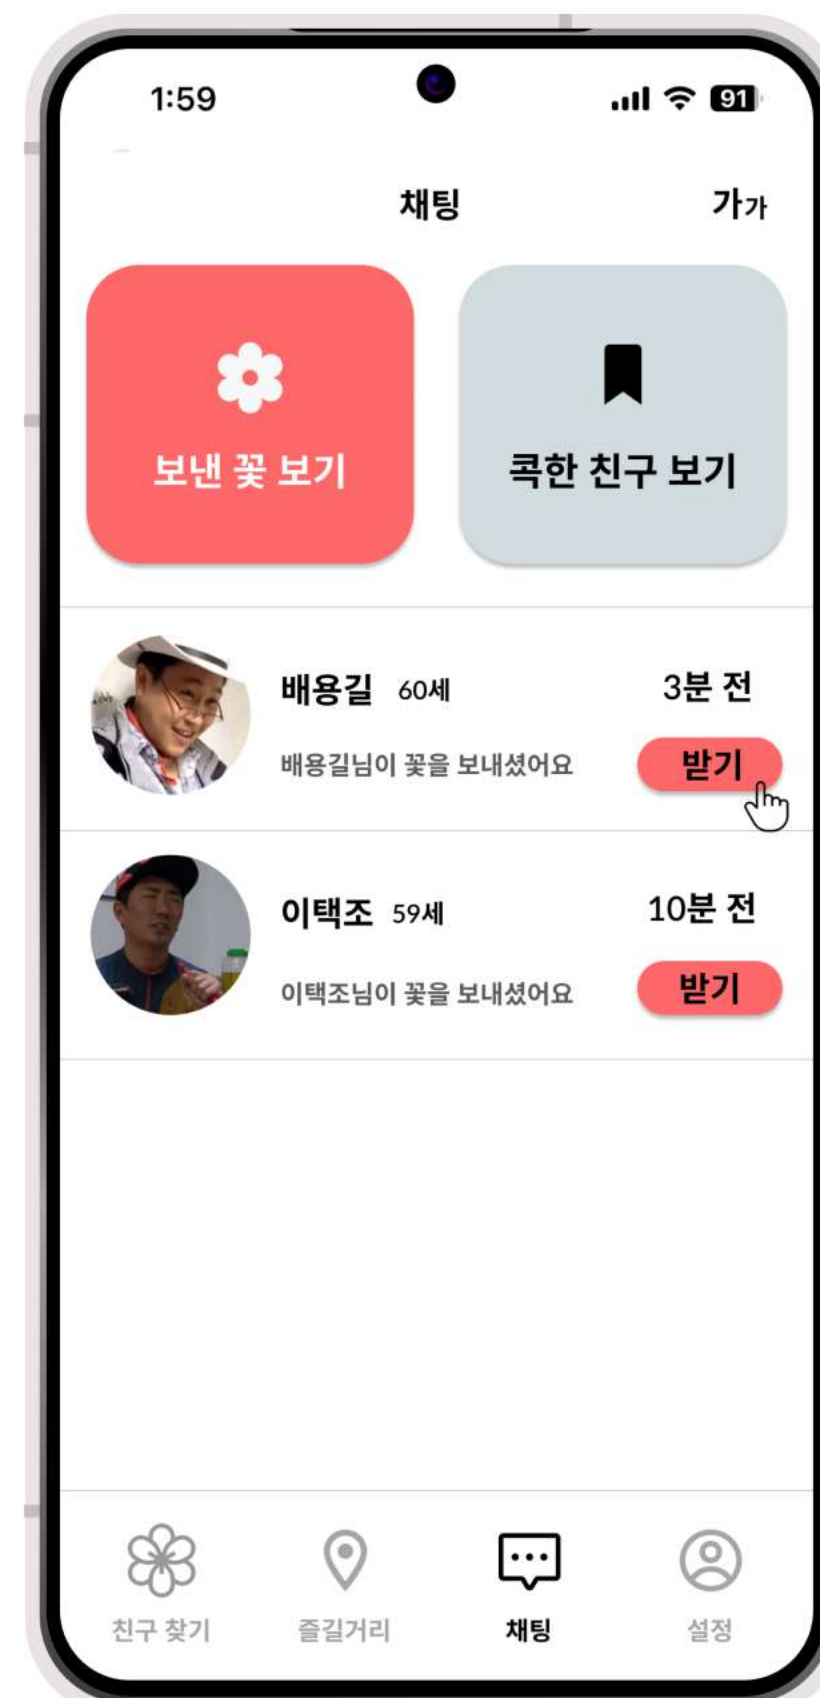 1:59
91
채팅
가가
보낸 꽃 보기
콕한 친구 보기
배용길 60세
3분 전
배용길님이 꽃을 보내셨어요
받기
이택조 59세
10분 전
이택조님이 꽃을 보내셨어요
받기
친구 찾기
즐길거리
채팅
설정